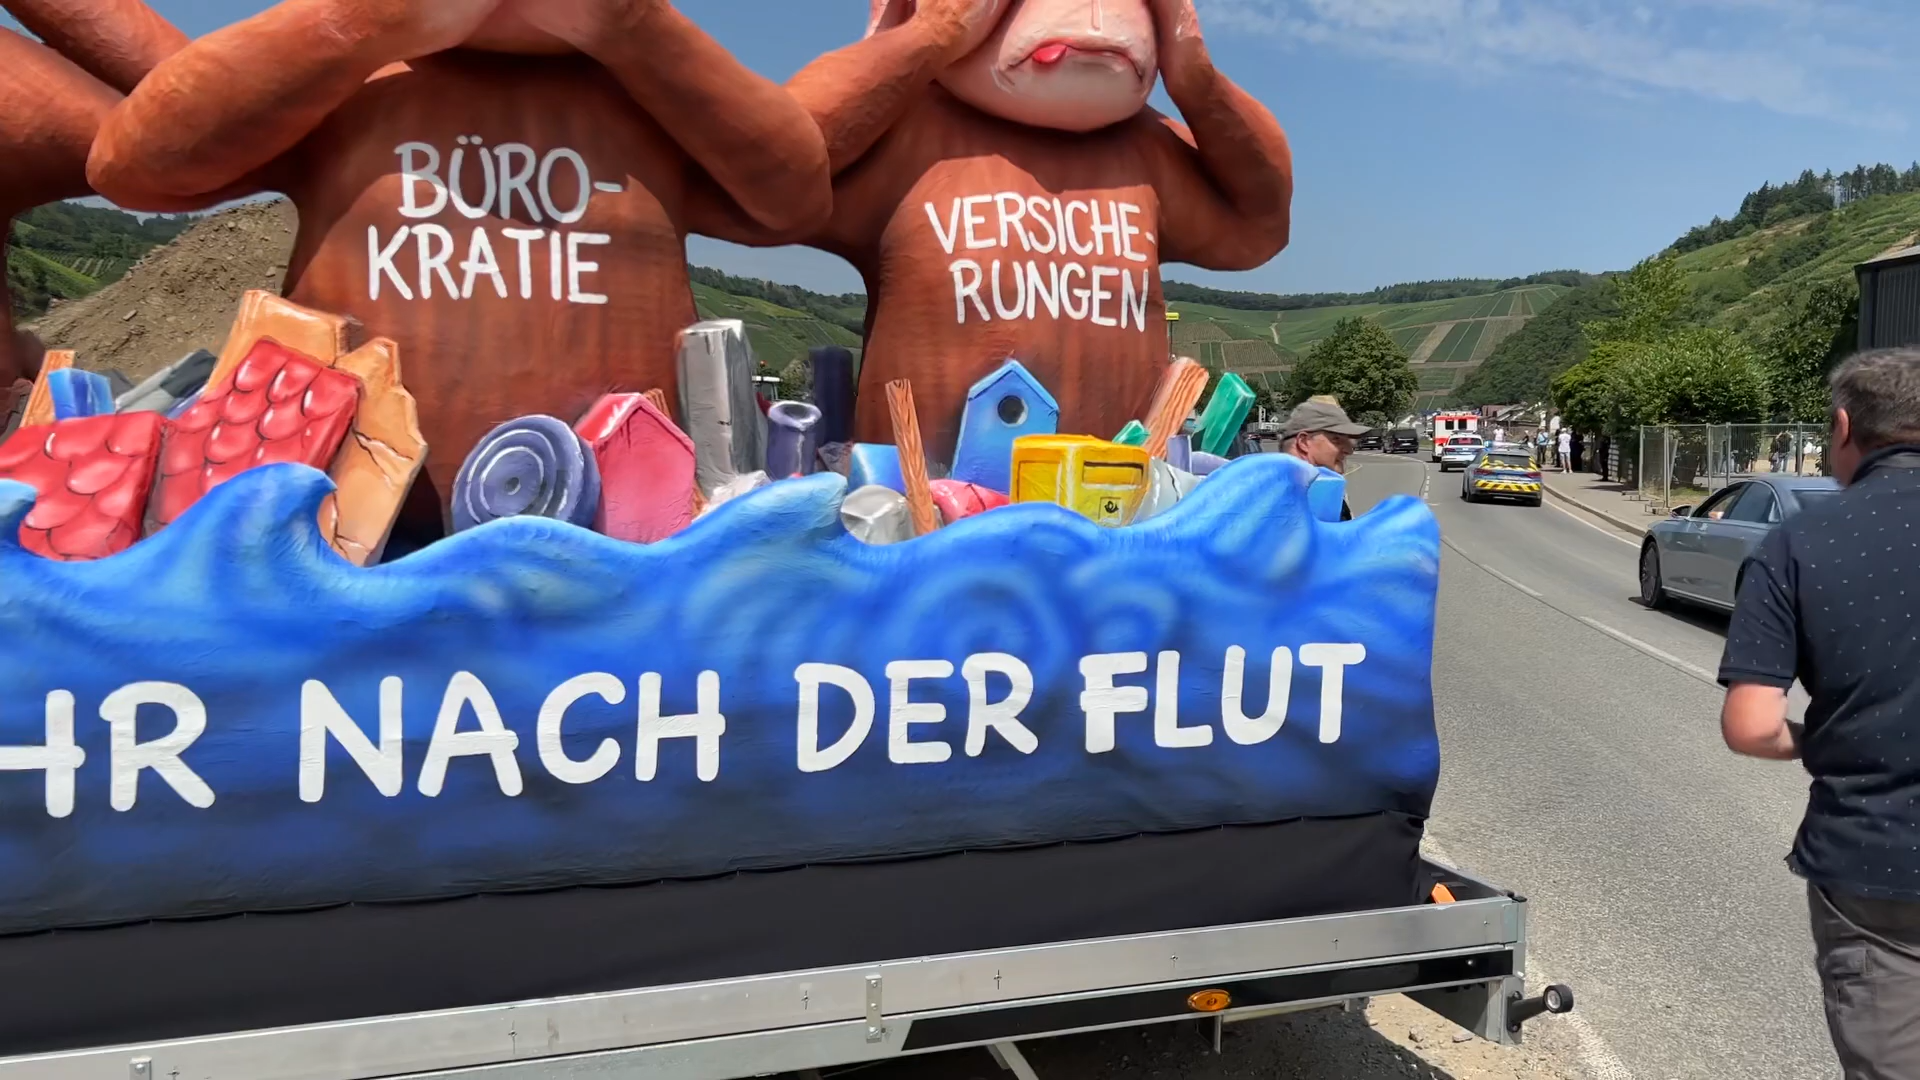 BÜRO-
KRATIE
VERSICHE-
RUNGEN
HR NACH DER FLUT